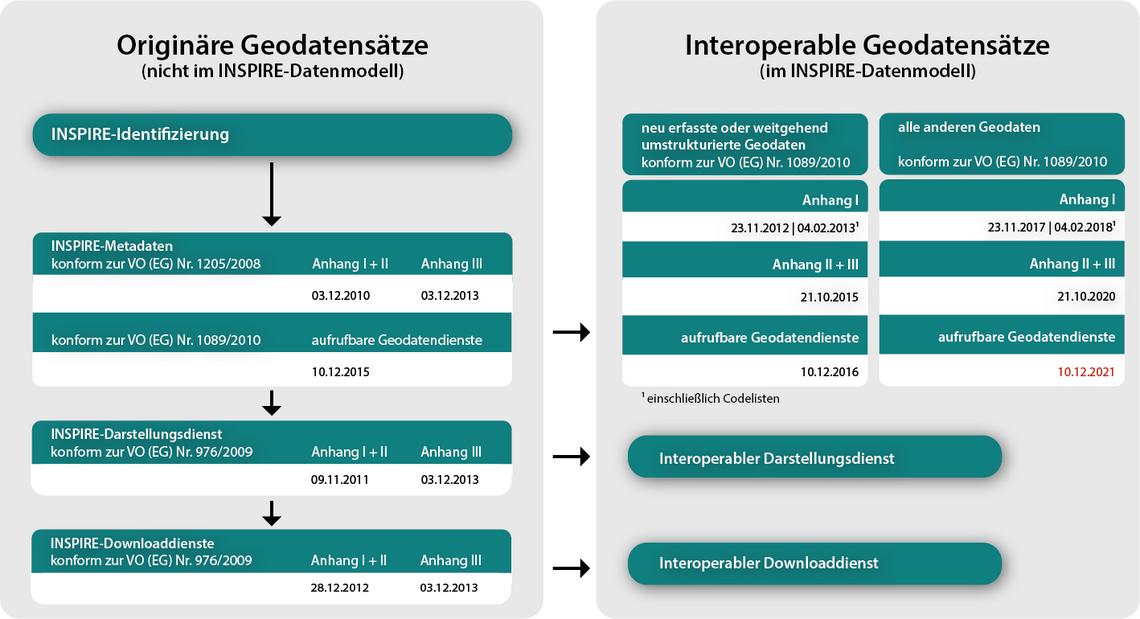 Originäre Geodatensätze
(nicht im INSPIRE-Datenmodell)
INSPIRE-Identifizierung
INSPIRE-Metadaten
konform zur VO (EG) Nr. 1205/2008 Anhang I + II Anhang III
03.12.2010 03.12.2013
konform zur VO (EG) Nr. 1089/2010 aufrufbare Geodatendienste
10.12.2015
INSPIRE-Darstellungsdienst
konform zur VO (EG) Nr. 976/2009 Anhang I + II Anhang III
09.11.2011 03.12.2013
INSPIRE-Downloaddienste
konform zur VO (EG) Nr. 976/2009 Anhang I + II Anhang III
28.12.2012 03.12.2013
Interoperable Geodatensätze
(im INSPIRE-Datenmodell)
neu erfasste oder weitgehend
umstrukturierte Geodaten
konform zur VO (EG) Nr. 1089/2010
Anhang I
23.11.2012 | 04.02.2013¹
Anhang II + III
21.10.2015
aufrufbare Geodatendienste
10.12.2016
alle anderen Geodaten
konform zur VO (EG) Nr. 1089/2010
Anhang I
23.11.2017 | 04.02.2018¹
Anhang II + III
21.10.2020
aufrufbare Geodatendienste
10.12.2021
¹ einschließlich Codelisten
Interoperabler Darstellungsdienst
Interoperabler Downloaddienst